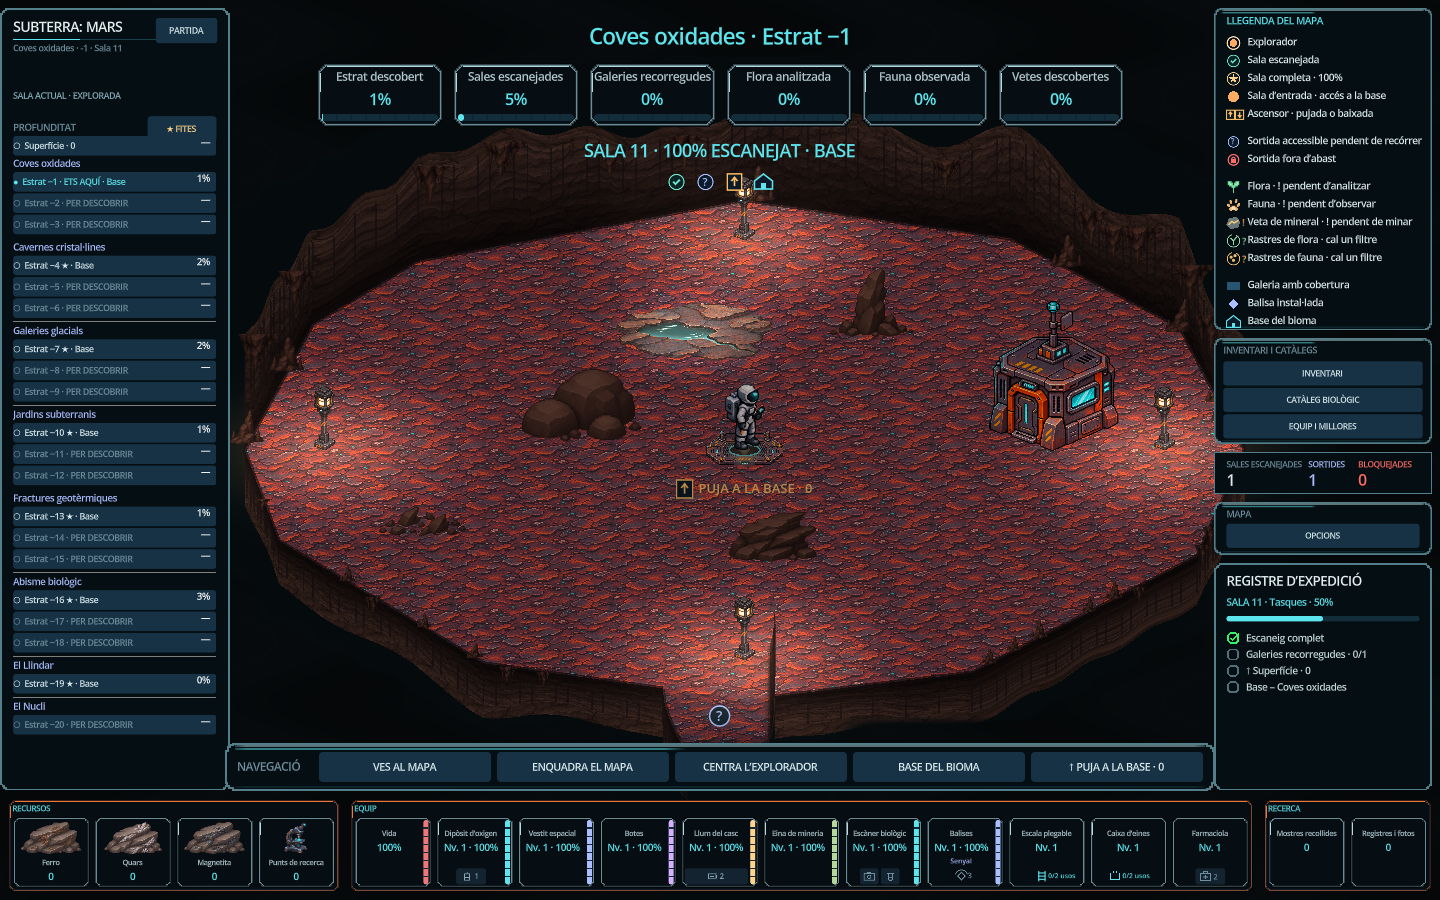 SUBTERRA: MARS
PARTIDA
Coves oxidades · -1 · Sala 11
SALA ACTUAL · EXPLORADA
PROFUNDITAT
★ FITES
Superfície · 0 —
Coves oxidades
Estrat −1 · ETS AQUÍ · Base 1%
Estrat −2 · PER DESCOBRIR —
Estrat −3 · PER DESCOBRIR —
Cavernes cristal·lines
Estrat −4 ★ · Base 2%
Estrat −5 · PER DESCOBRIR —
Estrat −6 · PER DESCOBRIR —
Galeries glacials
Estrat −7 ★ · Base 2%
Estrat −8 · PER DESCOBRIR —
Estrat −9 · PER DESCOBRIR —
Jardins subterranis
Estrat −10 ★ · Base 1%
Estrat −11 · PER DESCOBRIR —
Estrat −12 · PER DESCOBRIR —
Fractures geotèrmiques
Estrat −13 ★ · Base 1%
Estrat −14 · PER DESCOBRIR —
Estrat −15 · PER DESCOBRIR —
Abisme biològic
Estrat −16 ★ · Base 3%
Estrat −17 · PER DESCOBRIR —
Estrat −18 · PER DESCOBRIR —
El Llindar
Estrat −19 ★ · Base 0%
El Nucli
Estrat −20 · PER DESCOBRIR —
Coves oxidades · Estrat −1
Estrat descobert
1%
Sales escanejades
5%
Galeries recorregudes
0%
Flora analitzada
0%
Fauna observada
0%
Vetes descobertes
0%
SALA 11 · 100% ESCANEJAT · BASE
?
↑ PUJA A LA BASE · 0
?
LLEGENDA DEL MAPA
Explorador
Sala escanejada
Sala completa · 100%
Sala d’entrada · accés a la base
Ascensor · pujada o baixada
? Sortida accessible pendent de recórrer
Sortida fora d’abast
Flora · ! pendent d’analitzar
Fauna · ! pendent d’observar
! Veta de mineral · ! pendent de minar
? Rastres de flora · cal un filtre
? Rastres de fauna · cal un filtre
Galeria amb cobertura
Balisa instal·lada
Base del bioma
INVENTARI I CATÀLEGS
INVENTARI
CATÀLEG BIOLÒGIC
EQUIP I MILLORES
SALES ESCANEJADES SORTIDES BLOQUEJADES
1 1 0
MAPA
OPCIONS
REGISTRE D’EXPEDICIÓ
SALA 11 · Tasques · 50%
Escaneig complet
Galeries recorregudes · 0/1
↑ Superfície · 0
Base – Coves oxidades
NAVEGACIÓ
VES AL MAPA
ENQUADRA EL MAPA
CENTRA L’EXPLORADOR
BASE DEL BIOMA
↑ PUJA A LA BASE · 0
RECURSOS
Ferro
0
Quars
0
Magnetita
0
Punts de recerca
0
EQUIP
Vida
100%
Dipòsit d’oxigen
Nv. 1 · 100%
1
Vestit espacial
Nv. 1 · 100%
Botes
Nv. 1 · 100%
Llum del casc
Nv. 1 · 100%
2
Eina de mineria
Nv. 1 · 100%
Escàner biològic
Nv. 1 · 100%
Balises
Nv. 1 · 100%
Senyal
3
Escala plegable
Nv. 1
0/2 usos
Caixa d’eines
Nv. 1
0/2 usos
Farmaciola
Nv. 1
2
RECERCA
Mostres recollides
0
Registres i fotos
0